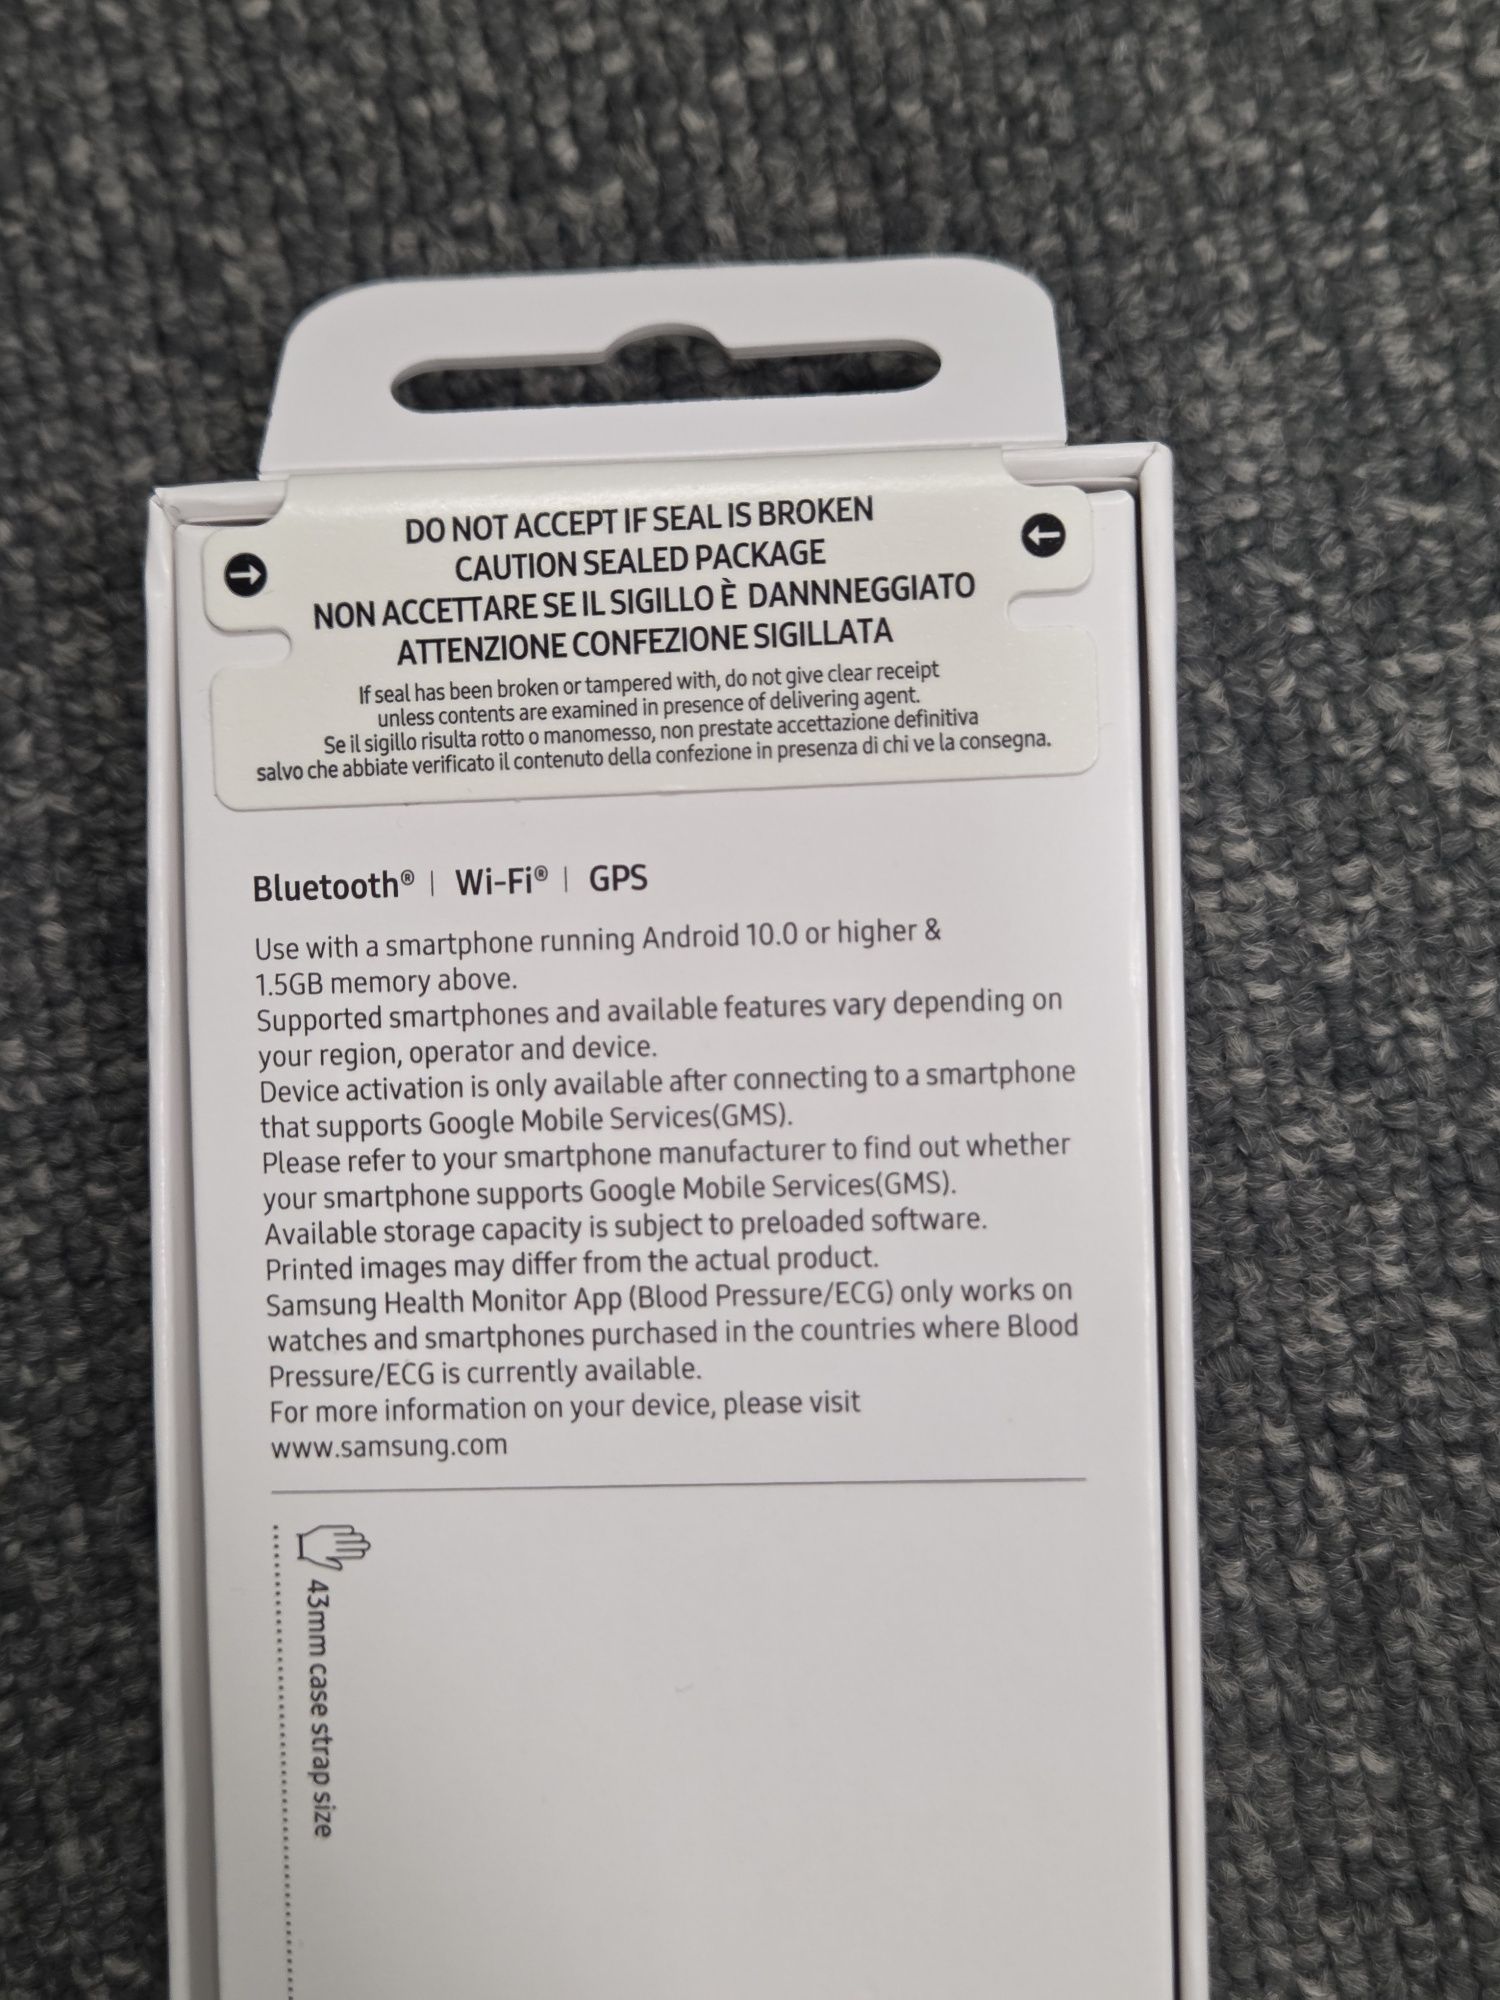 DO NOT ACCEPT IF SEAL IS BROKEN
CAUTION SEALED PACKAGE
NON ACCETTARE SE IL SIGILLO È DANNNEGGIATO
ATTENZIONE CONFEZIONE SIGILLATA
If seal has been broken or tampered with, do not give clear receipt
unless contents are examined in presence of delivering agent.
Se il sigillo risulta rotto o manomesso, non prestate accettazione definitiva
salvo che abbiate verificato il contenuto della confezione in presenza di chi ve la consegna.
Bluetooth® | Wi-Fi® | GPS
Use with a smartphone running Android 10.0 or higher &
1.5GB memory above.
Supported smartphones and available features vary depending on
your region, operator and device.
Device activation is only available after connecting to a smartphone
that supports Google Mobile Services(GMS).
Please refer to your smartphone manufacturer to find out whether
your smartphone supports Google Mobile Services(GMS).
Available storage capacity is subject to preloaded software.
Printed images may differ from the actual product.
Samsung Health Monitor App (Blood Pressure/ECG) only works on
watches and smartphones purchased in the countries where Blood
Pressure/ECG is currently available.
For more information on your device, please visit
www.samsung.com
43mm case strap size